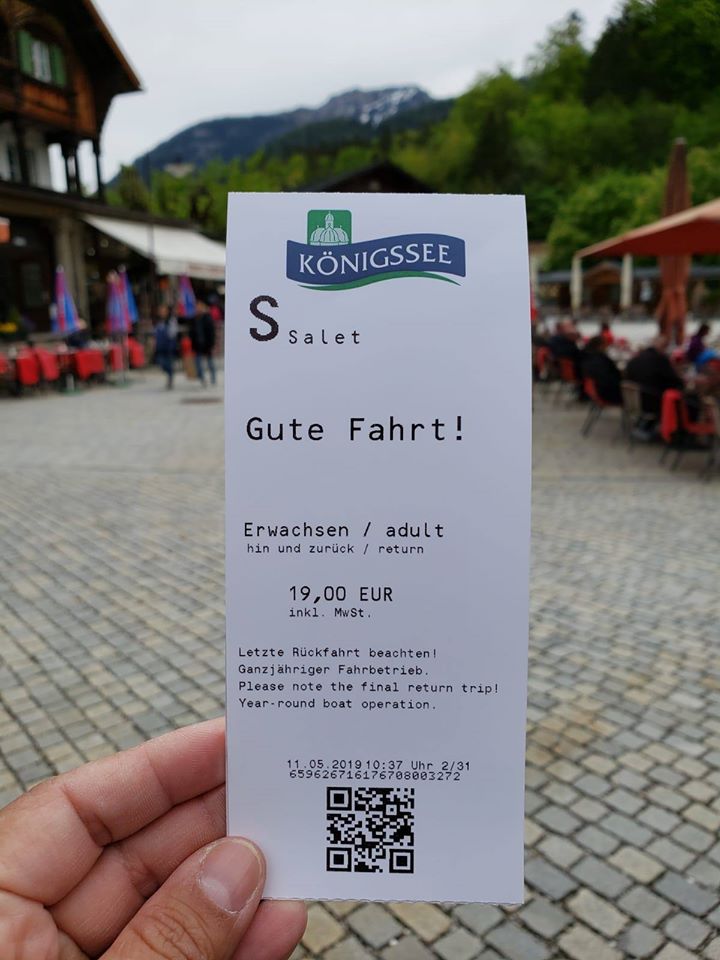 KÖNIGSSEE
S Salet
Gute Fahrt!
Erwachsen / adult
hin und zurück / return
19,00 EUR
inkl. MwSt.
Letzte Rückfahrt beachten!
Ganzjähriger Fahrbetrieb.
Please note the final return trip!
Year-round boat operation.
11.05.2019 10:37 Uhr 2/31
659626716176708003272